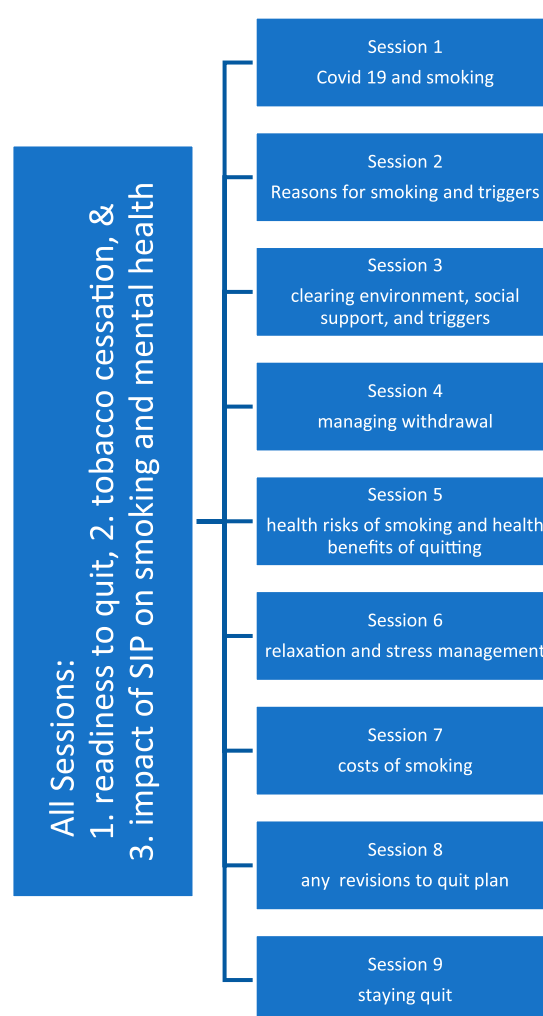 All Sessions:
1. readiness to quit, 2. tobacco cessation, &
3. impact of SIP on smoking and mental health
Session 1
Covid 19 and smoking
Session 2
Reasons for smoking and triggers
Session 3
clearing environment, social
support, and triggers
Session 4
managing withdrawal
Session 5
health risks of smoking and health
benefits of quitting
Session 6
relaxation and stress management
Session 7
costs of smoking
Session 8
any  revisions to quit plan
Session 9
staying quit